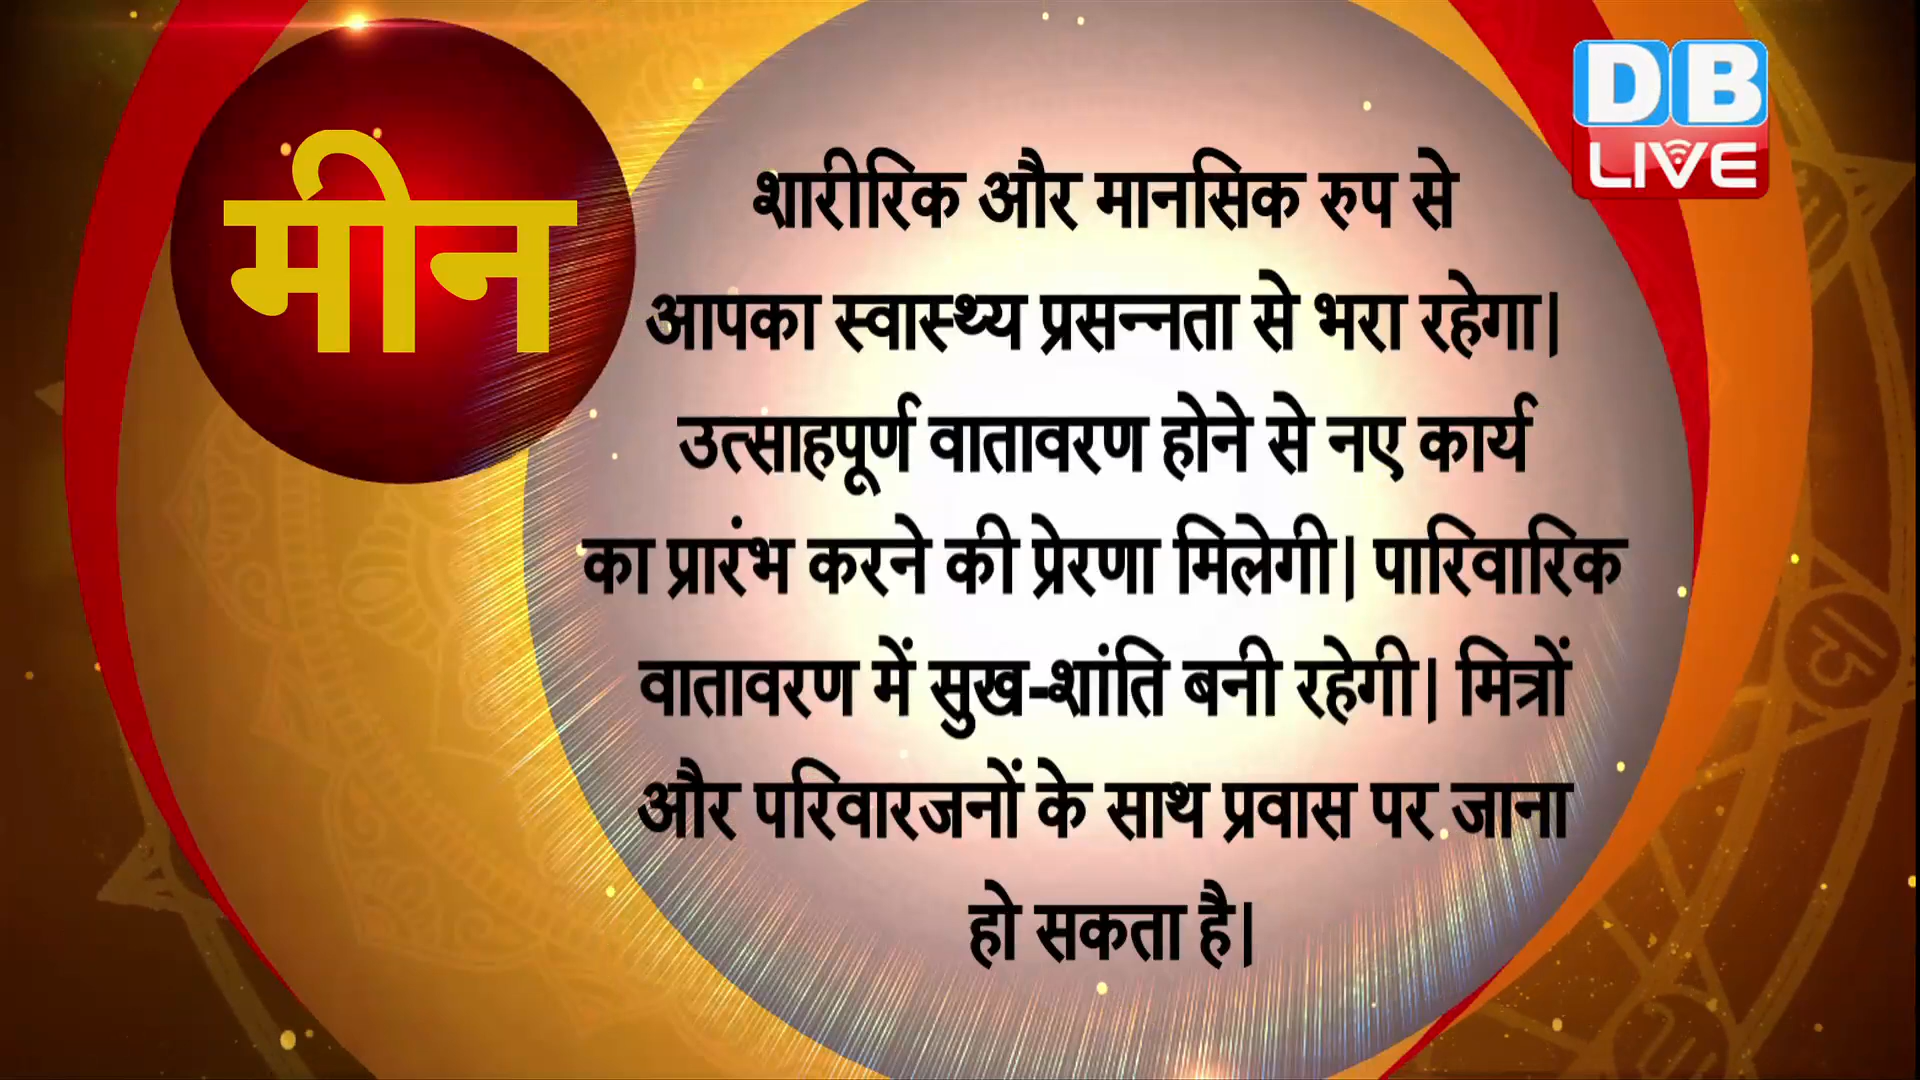 मीन
DB
LIVE
शारीरिक और मानसिक रुप से
आपका स्वास्थ्य प्रसन्नता से भरा रहेगा|
उत्साहपूर्ण वातावरण होने से नए कार्य
का प्रारंभ करने की प्रेरणा मिलेगी| पारिवारिक
वातावरण में सुख-शांति बनी रहेगी| मित्रों
और परिवारजनों के साथ प्रवास पर जाना
हो सकता है|